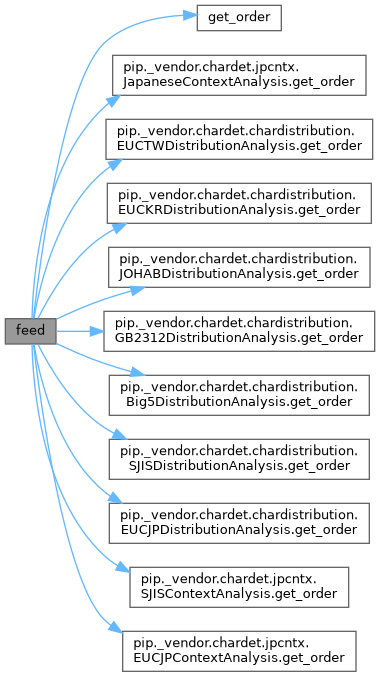 get_order
pip._vendor.chardet.jpcntx.
JapaneseContextAnalysis.get_order
pip._vendor.chardet.chardistribution.
EUCTWDistributionAnalysis.get_order
pip._vendor.chardet.chardistribution.
EUCKRDistributionAnalysis.get_order
pip._vendor.chardet.chardistribution.
JOHABDistributionAnalysis.get_order
feed
pip._vendor.chardet.chardistribution.
GB2312DistributionAnalysis.get_order
pip._vendor.chardet.chardistribution.
Big5DistributionAnalysis.get_order
pip._vendor.chardet.chardistribution.
SJISDistributionAnalysis.get_order
pip._vendor.chardet.chardistribution.
EUCJPDistributionAnalysis.get_order
pip._vendor.chardet.jpcntx.
SJISContextAnalysis.get_order
pip._vendor.chardet.jpcntx.
EUCJPContextAnalysis.get_order